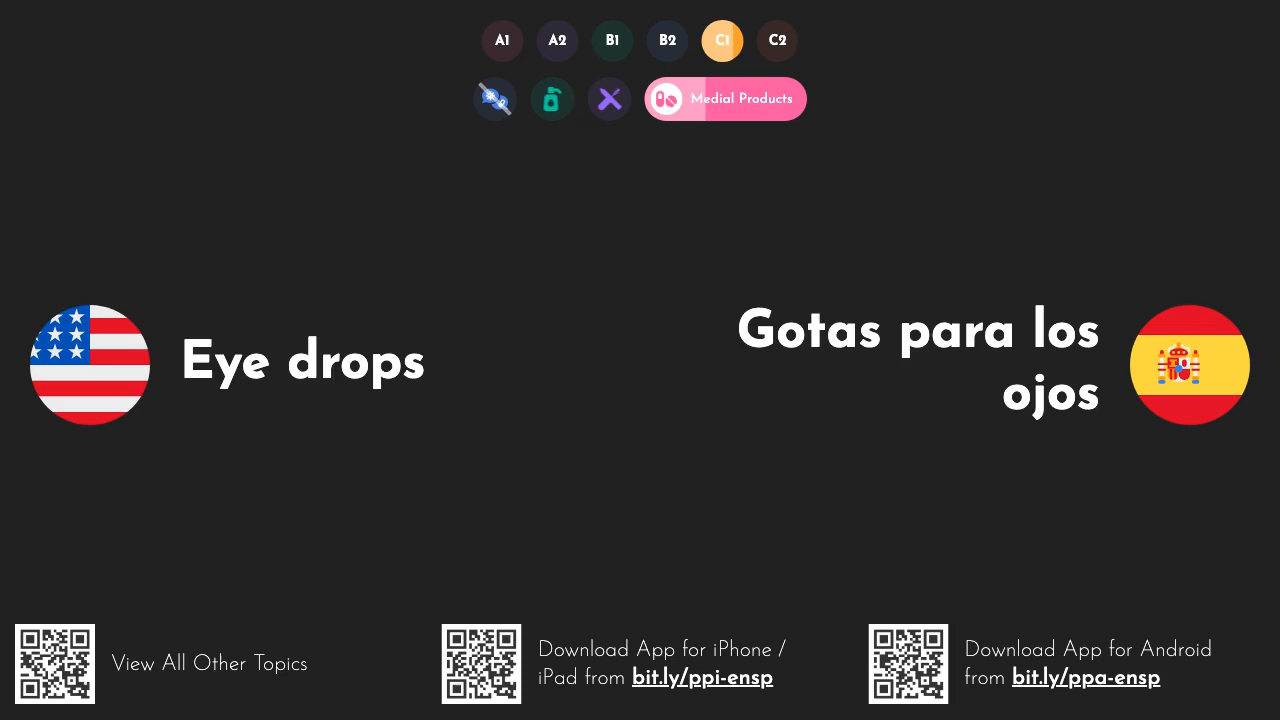 A1 A2 B1 B2 C1 C2
Medial Products
Eye drops
Gotas para los
ojos
View All Other Topics
Download App for iPhone /
iPad from bit.ly/ppi-ensp
Download App for Android
from bit.ly/ppa-ensp